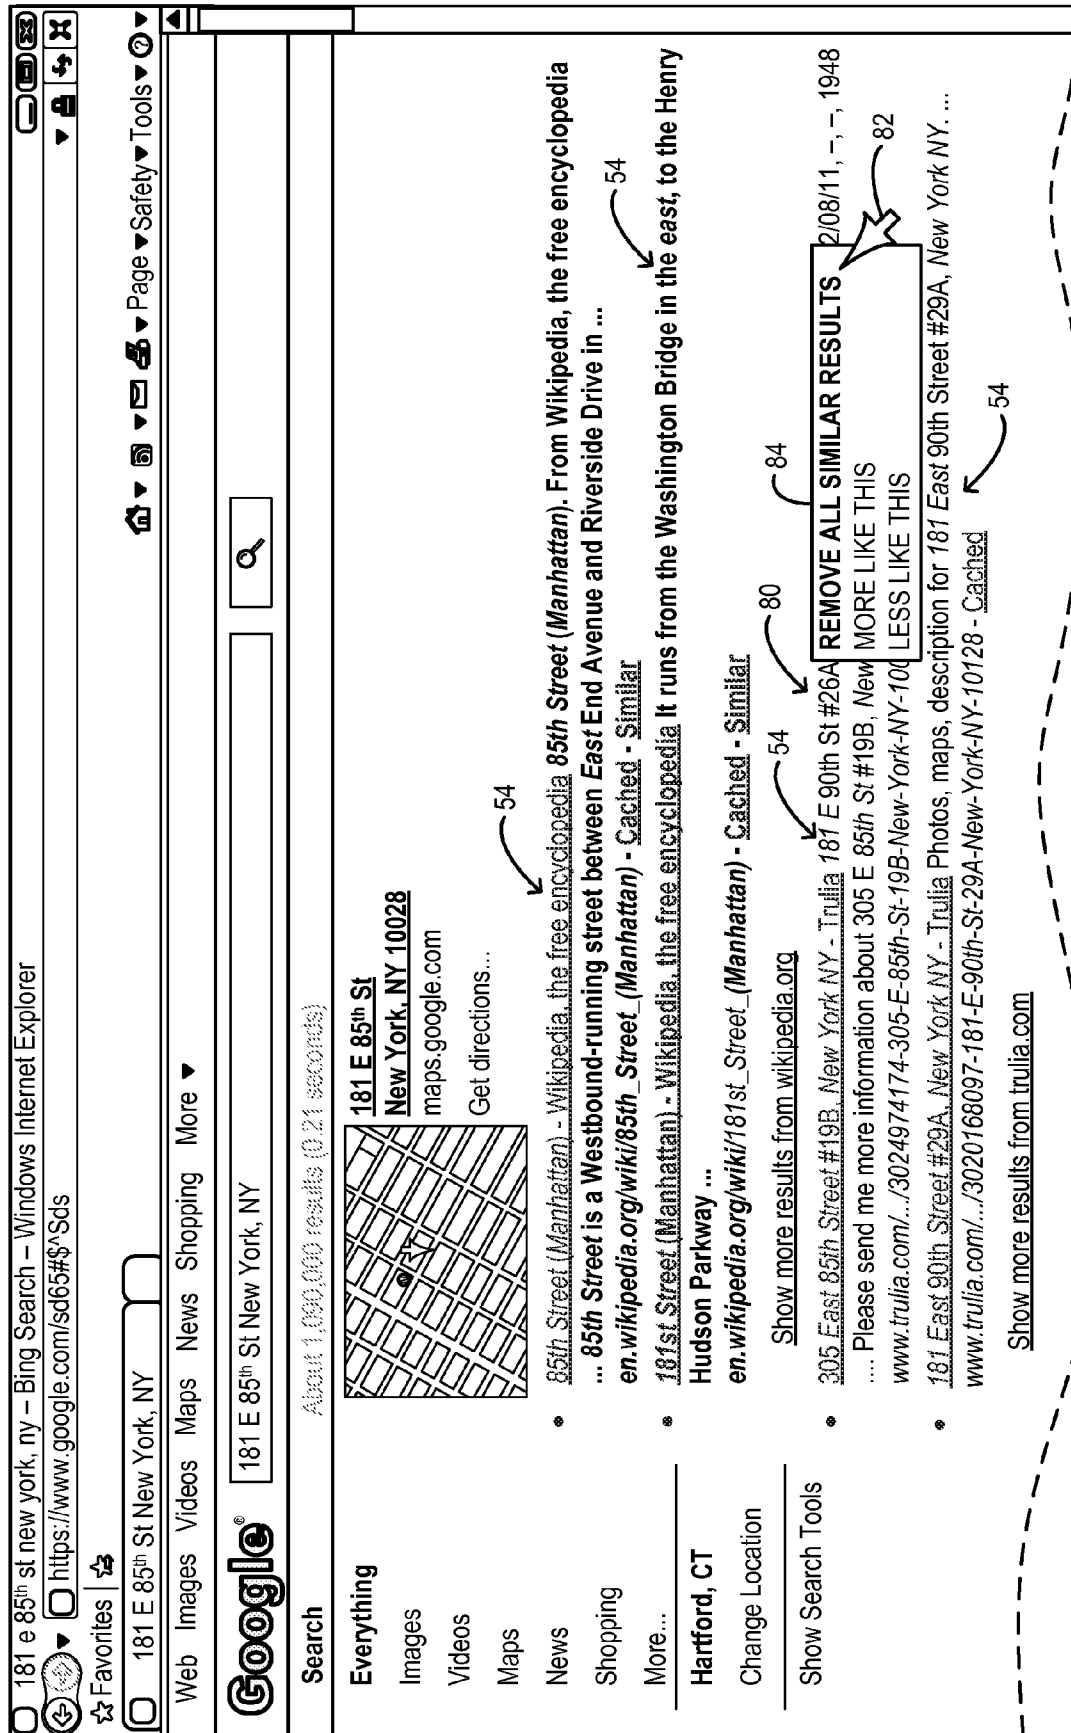 181 e 85th st new york, ny – Bing Search – Windows Internet Explorer
https://www.google.com/sd65#$^Sds
Favorites
181 E 85th St New York, NY
Page Safety Tools
Web Images Videos Maps News Shopping More
Google® 181 E 85th St New York, NY
Search About 1,090,000 results (0.21 seconds)
Everything
Images
Videos
Maps
News
Shopping
More...
Hartford, CT
Change Location
Show Search Tools
181 E 85th St
New York, NY 10028
maps.google.com
Get directions...
54
85th Street (Manhattan) - Wikipedia, the free encyclopedia 85th Street (Manhattan). From Wikipedia, the free encyclopedia
... 85th Street is a Westbound-running street between East End Avenue and Riverside Drive in ...
en.wikipedia.org/wiki/85th_Street_(Manhattan) - Cached - Similar
54
181st Street (Manhattan) - Wikipedia, the free encyclopedia It runs from the Washington Bridge in the east, to the Henry
Hudson Parkway ...
en.wikipedia.org/wiki/181st_Street_(Manhattan) - Cached - Similar
Show more results from wikipedia.org
54
80
84
82
305 East 85th Street #19B, New York NY - Trulia 181 E 90th St #26A 2/08/11, –, –, 1948
.... Please send me more information about 305 E 85th St #19B, New
www.trulia.com/.../3024974174-305-E-85th-St-19B-New-York-NY-100
REMOVE ALL SIMILAR RESULTS
MORE LIKE THIS
LESS LIKE THIS
181 East 90th Street #29A, New York NY - Trulia Photos, maps, description for 181 East 90th Street #29A, New York NY. ...
www.trulia.com/.../3020168097-181-E-90th-St-29A-New-York-NY-10128 - Cached
54
Show more results from trulia.com